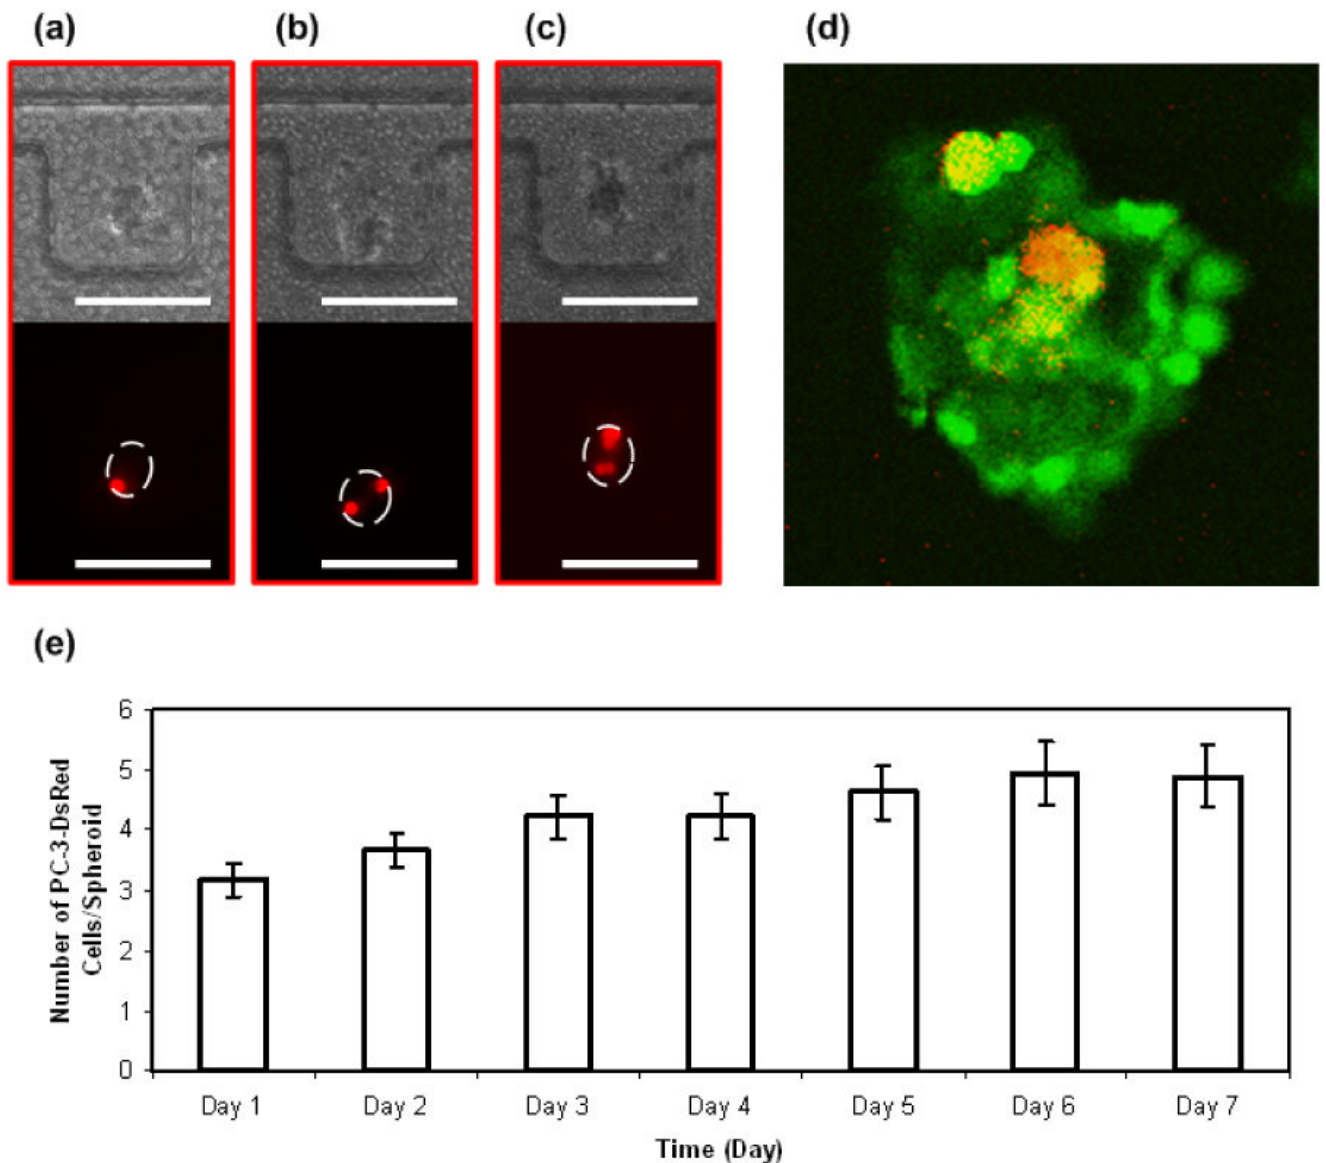 (a) (b) (c) (d)
(e)
Number of PC-3-DsRed
Cells/Spheroid
6
5
4
3
2
1
0
Day 1 Day 2 Day 3 Day 4 Day 5 Day 6 Day 7
Time (Day)